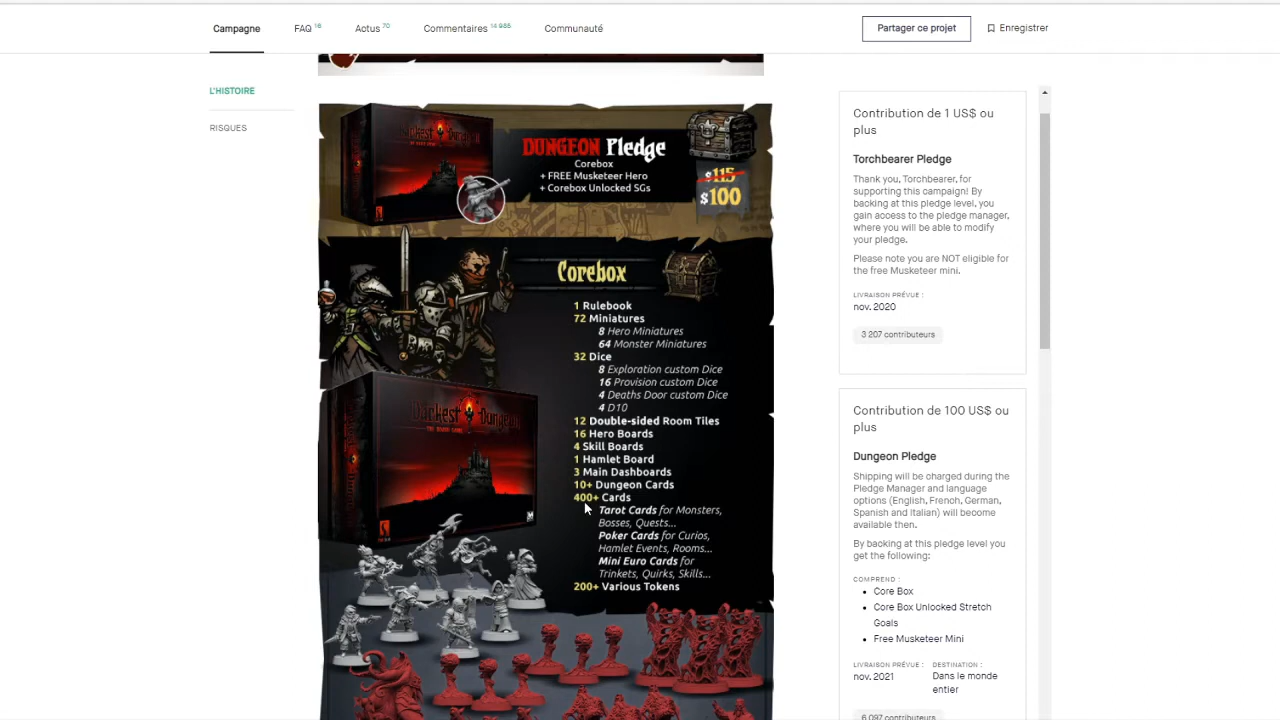 Campagne
FAQ 16
Actus 70
Commentaires 14 985
Communauté
Partager ce projet
Enregistrer
L'HISTOIRE
RISQUES
Darkest Dungeon
DUNGEON Pledge
Corebox
+ FREE Musketeer Hero
+ Corebox Unlocked SGs
$115
$100
Corebox
1 Rulebook
72 Miniatures
8 Hero Miniatures
64 Monster Miniatures
32 Dice
8 Exploration custom Dice
16 Provision custom Dice
4 Deaths Door custom Dice
4 D10
12 Double-sided Room Tiles
16 Hero Boards
4 Skill Boards
1 Hamlet Board
3 Main Dashboards
10+ Dungeon Cards
400+ Cards
Tarot Cards for Monsters,
Bosses, Quests...
Poker Cards for Curios,
Hamlet Events, Rooms...
Mini Euro Cards for
Trinkets, Quirks, Skills...
200+ Various Tokens
Darkest Dungeon
THE BOARD GAME
Contribution de 1 US$ ou
plus
Torchbearer Pledge
Thank you, Torchbearer, for
supporting this campaign! By
backing at this pledge level, you
gain access to the pledge manager,
where you will be able to modify
your pledge.
Please note you are NOT eligible for
the free Musketeer mini.
LIVRAISON PRÉVUE :
nov. 2020
3 207 contributeurs
Contribution de 100 US$ ou
plus
Dungeon Pledge
Shipping will be charged during the
Pledge Manager and language
options (English, French, German,
Spanish and Italian) will become
available then.
By backing at this pledge level you
get the following:
COMPREND :
Core Box
Core Box Unlocked Stretch
Goals
Free Musketeer Mini
LIVRAISON PRÉVUE :
nov. 2021
DESTINATION :
Dans le monde
entier
6 097 contributeurs